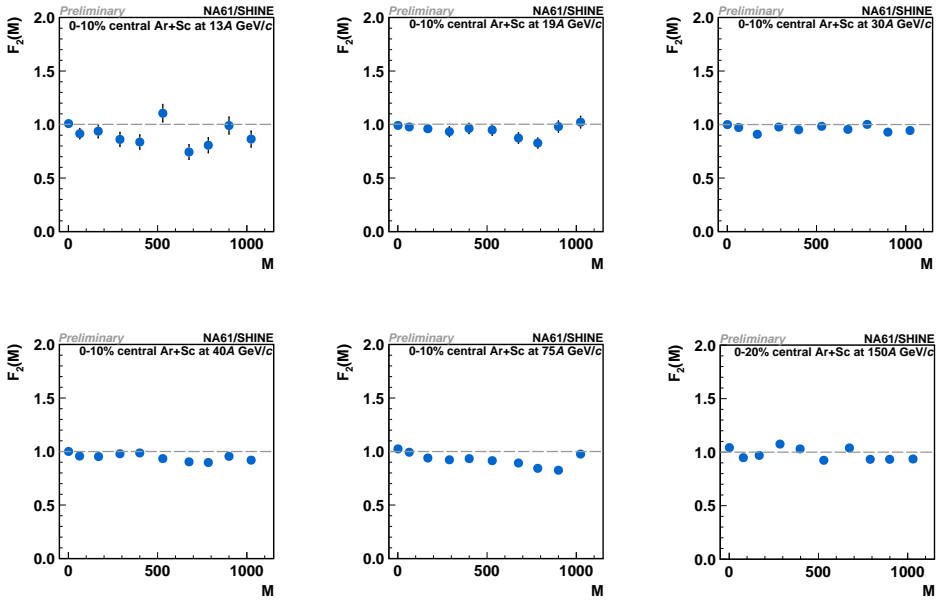 Preliminary NA61/SHINE
0-10% central Ar+Sc at 13A GeV/c
F2(M)
2.0
1.5
1.0
0.5
0.0
0 500 1000
M
Preliminary NA61/SHINE
0-10% central Ar+Sc at 19A GeV/c
F2(M)
2.0
1.5
1.0
0.5
0.0
0 500 1000
M
Preliminary NA61/SHINE
0-10% central Ar+Sc at 30A GeV/c
F2(M)
2.0
1.5
1.0
0.5
0.0
0 500 1000
M
Preliminary NA61/SHINE
0-10% central Ar+Sc at 40A GeV/c
F2(M)
2.0
1.5
1.0
0.5
0.0
0 500 1000
M
Preliminary NA61/SHINE
0-10% central Ar+Sc at 75A GeV/c
F2(M)
2.0
1.5
1.0
0.5
0.0
0 500 1000
M
Preliminary NA61/SHINE
0-20% central Ar+Sc at 150A GeV/c
F2(M)
2.0
1.5
1.0
0.5
0.0
0 500 1000
M